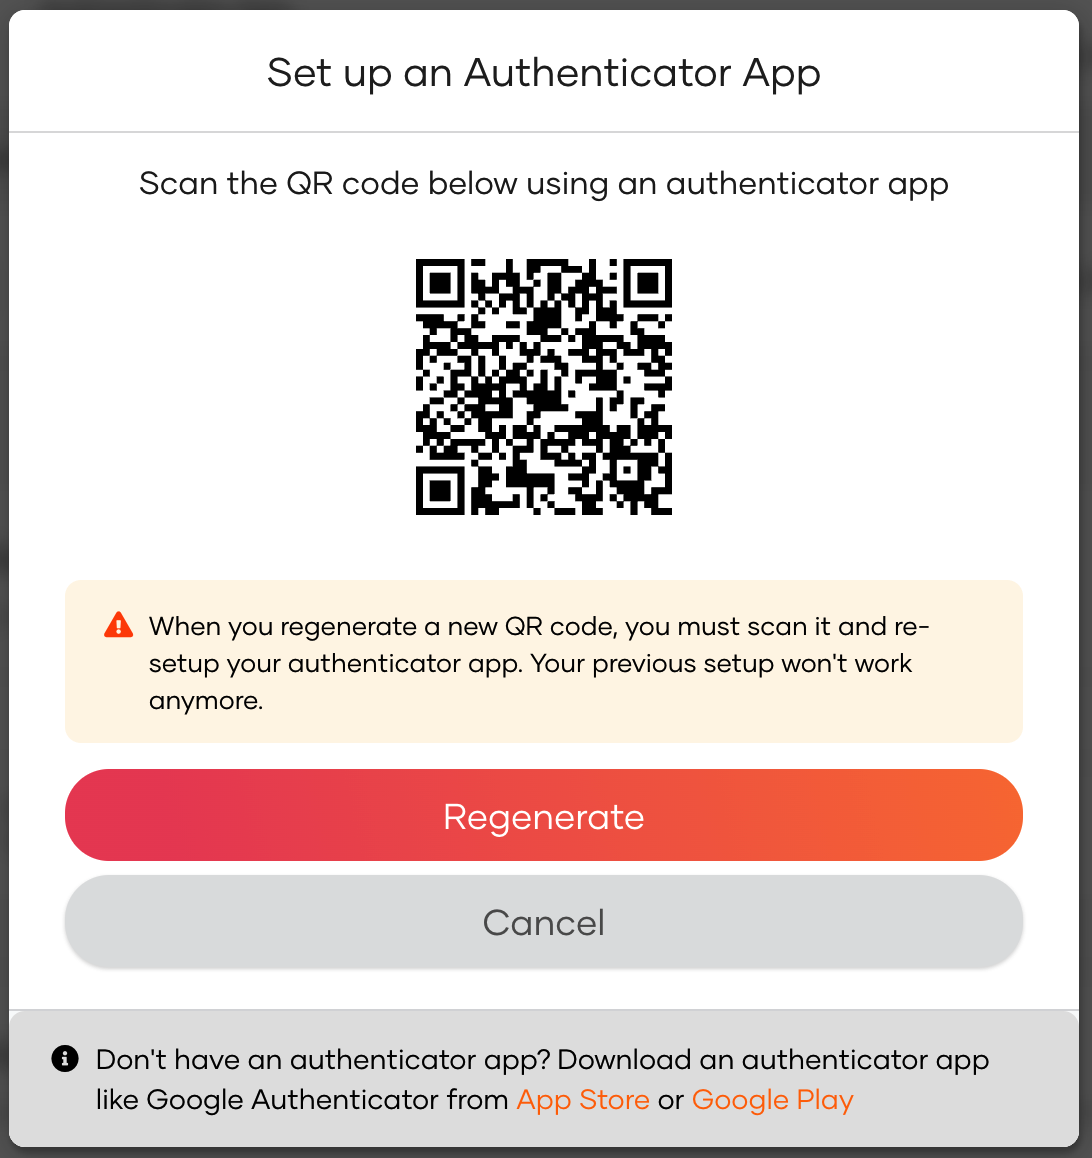 Set up an Authenticator App
Scan the QR code below using an authenticator app
When you regenerate a new QR code, you must scan it and re-
setup your authenticator app. Your previous setup won't work
anymore.
Regenerate
Cancel
Don't have an authenticator app? Download an authenticator app
like Google Authenticator from App Store or Google Play